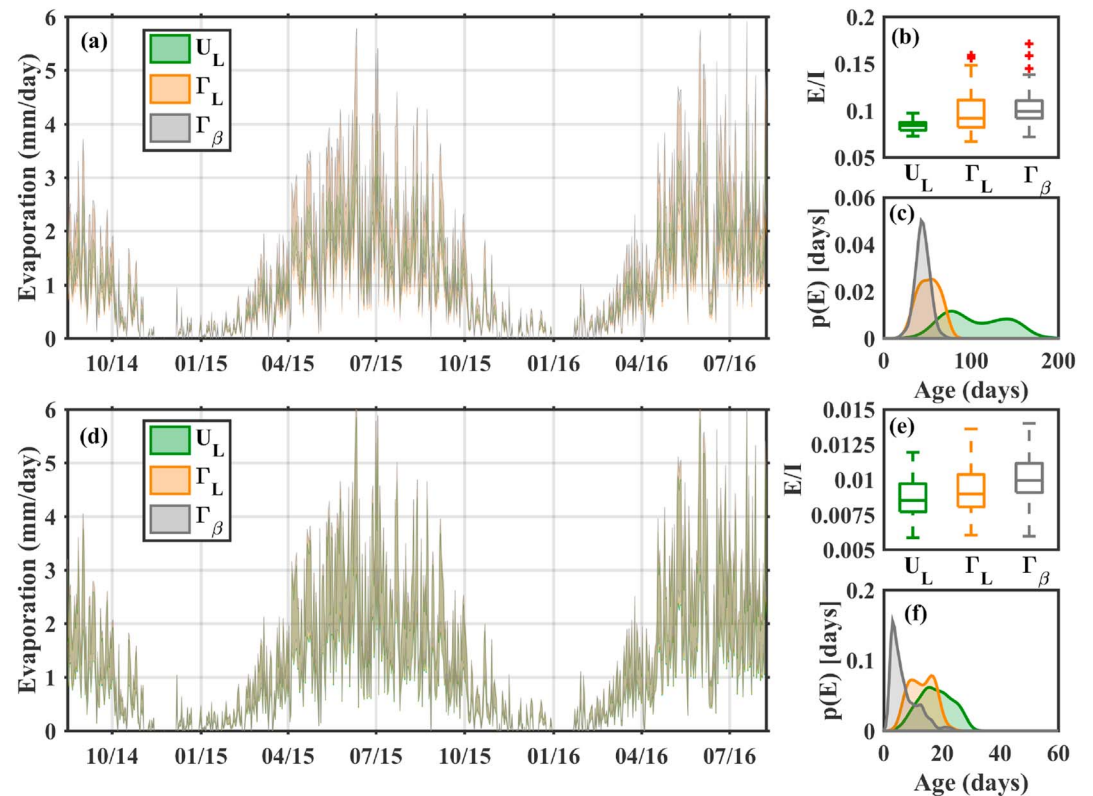 (a)
U_L
Γ_L
Γ_β
Evaporation (mm/day)
6
5
4
3
2
1
0
10/14 01/15 04/15 07/15 10/15 01/16 04/16 07/16
(b)
E/I
0.2
0.15
0.1
0.05
U_L Γ_L Γ_β
(c)
p(E) [days]
0.06
0.04
0.02
0
0 100 200
Age (days)
(d)
U_L
Γ_L
Γ_β
Evaporation (mm/day)
6
5
4
3
2
1
0
10/14 01/15 04/15 07/15 10/15 01/16 04/16 07/16
(e)
E/I
0.015
0.0125
0.01
0.0075
0.005
U_L Γ_L Γ_β
(f)
p(E) [days]
0.2
0.1
0
0 20 40 60
Age (days)